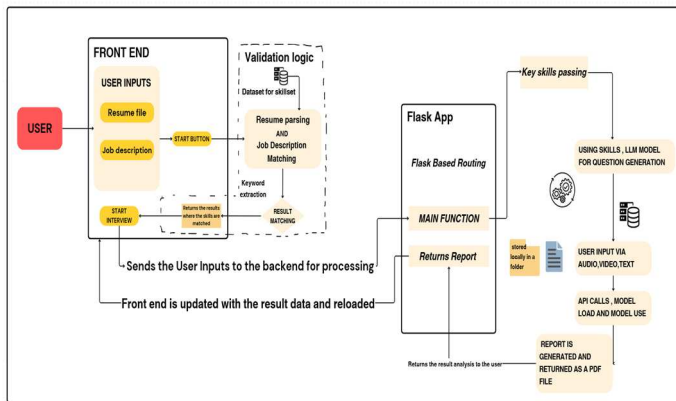 FRONT END
USER INPUTS
Resume file
Job description
USER
START BUTTON
START
INTERVIEW
Validation logic
Dataset for skillset
Resume parsing
AND
Job Description
Matching
Keyword
extraction
RESULT
MATCHING
Returns the results
where the skills are
matched
Sends the User Inputs to the backend for processing
Front end is updated with the result data and reloaded
Flask App
Flask Based Routing
MAIN FUNCTION
Returns Report
Key skills passing
USING SKILLS , LLM MODEL
FOR QUESTION GENERATION
stored
locally in a
folder
USER INPUT VIA
AUDIO,VIDEO,TEXT
API CALLS , MODEL
LOAD AND MODEL USE
REPORT IS
GENERATED AND
RETURNED AS A PDF
FILE
Returns the result analysis to the user